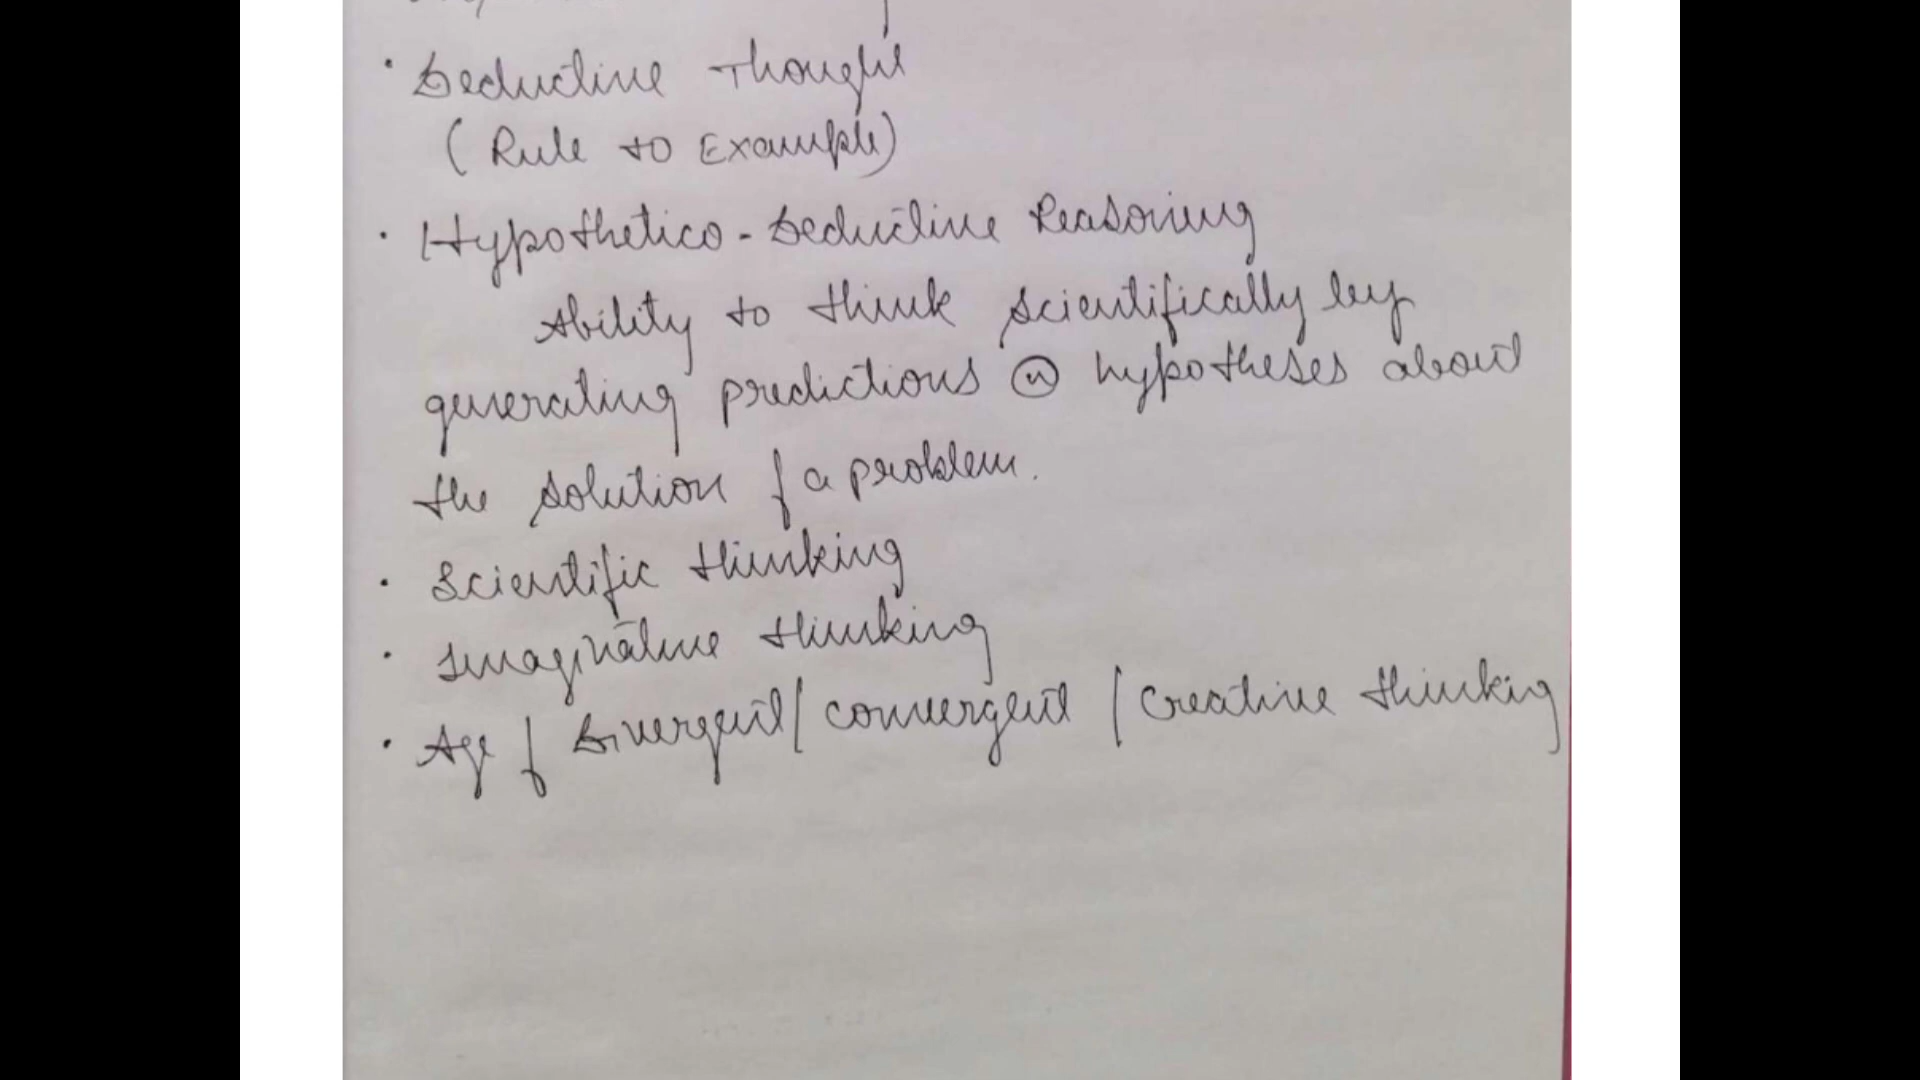 · Deductive Thought
( Rule to Example)
· Hypothetico - Deductive Reasoning
Ability to think scientifically by
generating predictions or hypotheses about
the solution of a problem.
· Scientific thinking
· Imaginative thinking
· Age of Divergent / convergent / Creative thinking